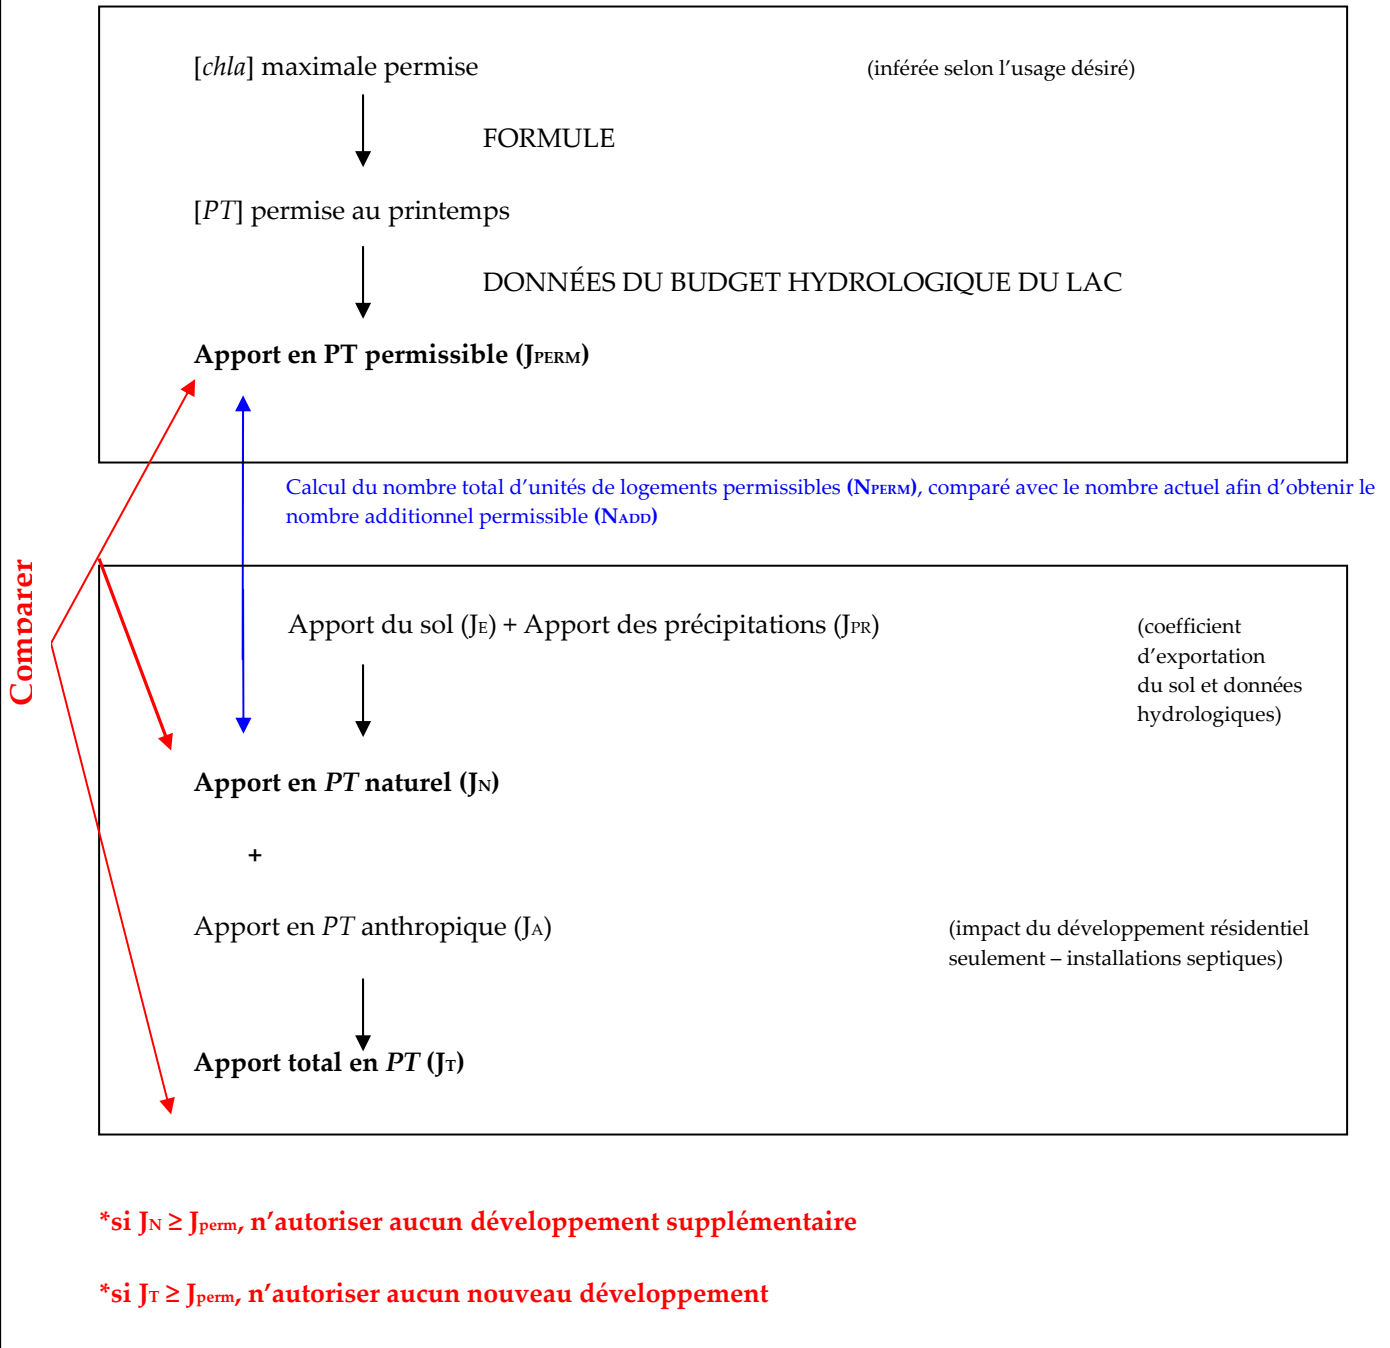 [chla] maximale permise
(inférée selon l’usage désiré)
FORMULE
[PT] permise au printemps
DONNÉES DU BUDGET HYDROLOGIQUE DU LAC
Apport en PT permissible (JPERM)
Calcul du nombre total d’unités de logements permissibles (NPERM), comparé avec le nombre actuel afin d’obtenir le
nombre additionnel permissible (NADD)
Comparer
Apport du sol (JE) + Apport des précipitations (JPR)
(coefficient
d’exportation
du sol et données
hydrologiques)
Apport en PT naturel (JN)
+
Apport en PT anthropique (JA)
(impact du développement résidentiel
seulement – installations septiques)
Apport total en PT (JT)
*si JN ≥ Jperm, n’autoriser aucun développement supplémentaire
*si JT ≥ Jperm, n’autoriser aucun nouveau développement